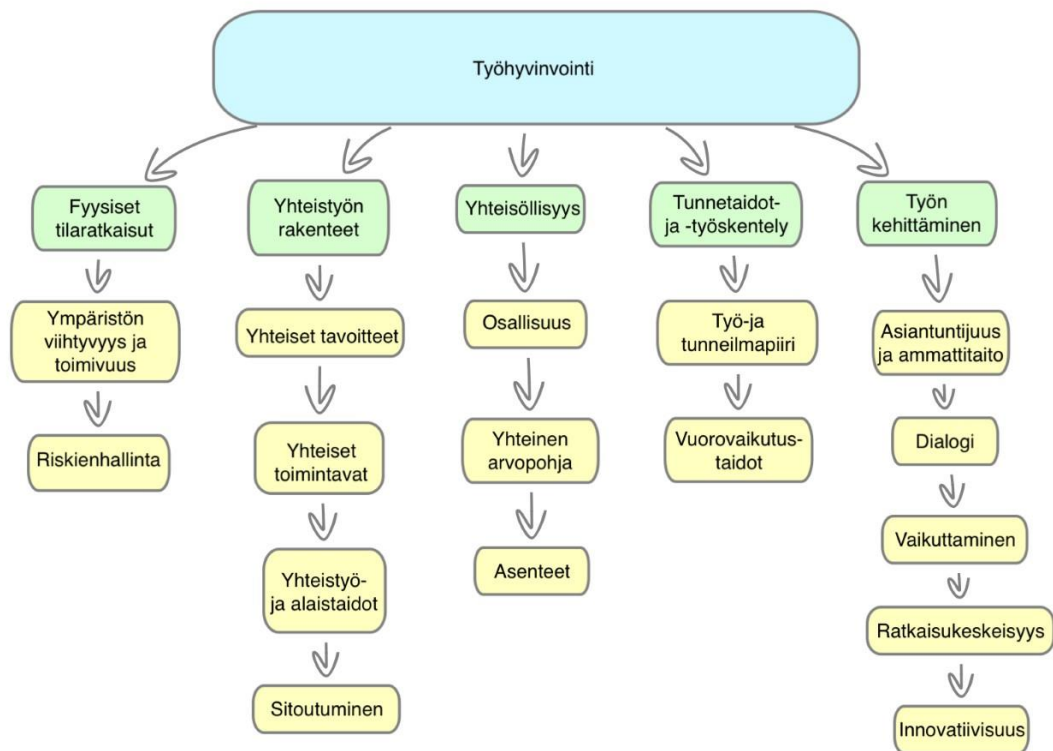 Työhyvinvointi
Fyysiset
tilaratkaisut
Yhteistyön
rakenteet
Yhteisöllisyys
Tunnetaidot-
ja -työskentely
Työn
kehittäminen
Ympäristön
viihtyvyys ja
toimivuus
Yhteiset tavoitteet
Osallisuus
Työ-ja
tunneilmapiiri
Asiantuntijuus
ja ammattitaito
Riskienhallinta
Yhteiset
toimintavat
Yhteinen
arvopohja
Vuorovaikutus-
taidot
Dialogi
Yhteistyö-
ja alaistaidot
Asenteet
Vaikuttaminen
Ratkaisukeskeisyys
Sitoutuminen
Innovatiivisuus